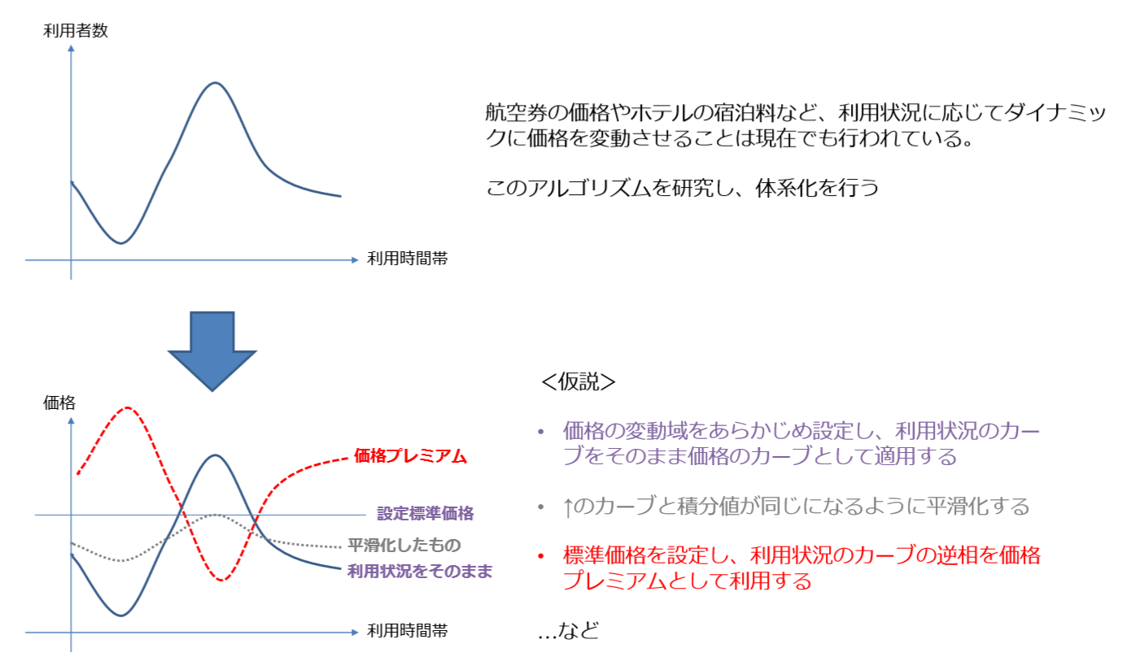 利用者数
航空券の価格やホテルの宿泊料など、利用状況に応じてダイナミッ
クに価格を変動させることは現在でも行われている。
このアルゴリズムを研究し、体系化を行う
利用時間帯
＜仮説＞
価格
• 価格の変動域をあらかじめ設定し、利用状況のカー
ブをそのまま価格のカーブとして適用する
価格プレミアム
設定標準価格
• ↑のカーブと積分値が同じになるように平滑化する
平滑化したもの
利用状況をそのまま
• 標準価格を設定し、利用状況のカーブの逆相を価格
プレミアムとして利用する
利用時間帯
…など